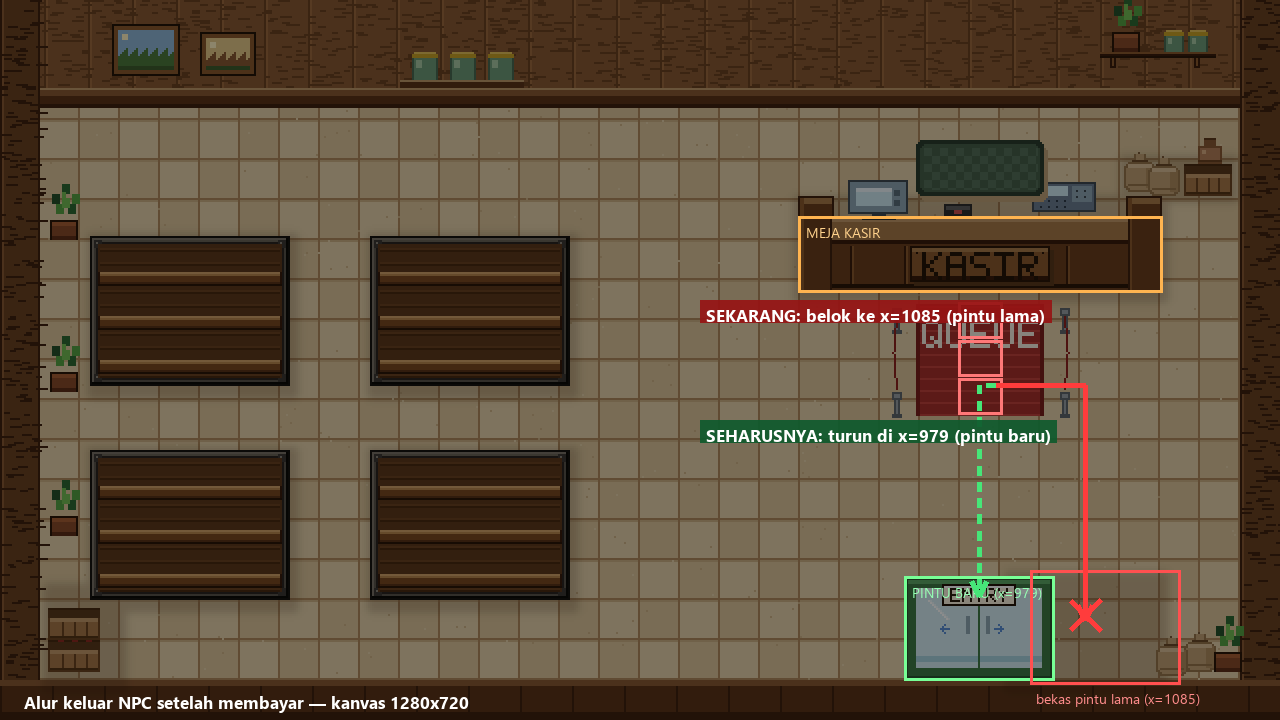 MEJA KASIR
KASTR
SEKARANG: belok ke x=1085 (pintu lama)
QUEUE
SEHARUSNYA: turun di x=979 (pintu baru)
PINTU BARU (x=979)
ENTRY
bekas pintu lama (x=1085)
Alur keluar NPC setelah membayar — kanvas 1280x720